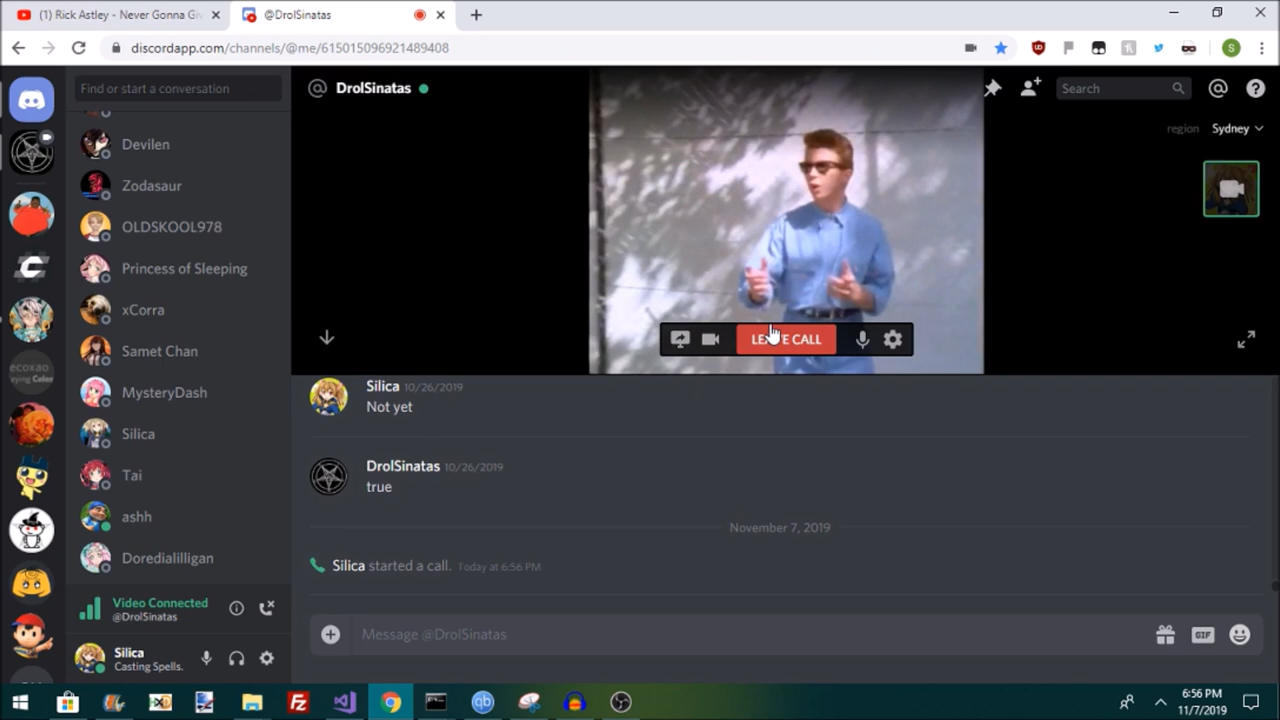 (1) Rick Astley - Never Gonna Giv
@DrolSinatas
discordapp.com/channels/@me/615015096921489408
S
Find or start a conversation
DrolSinatas
Search
region
Sydney
Devilen
Zodasaur
OLDSKOOL978
Princess of Sleeping
xCorra
Samet Chan
MysteryDash
Silica
Tai
ashh
Doredialilligan
Video Connected
@DrolSinatas
Silica
Casting Spells.
CALL
Silica 10/26/2019
Not yet
DrolSinatas 10/26/2019
true
November 7, 2019
Silica started a call. Today at 6:56 PM
Message @DrolSinatas
GIF
6:56 PM
11/7/2019